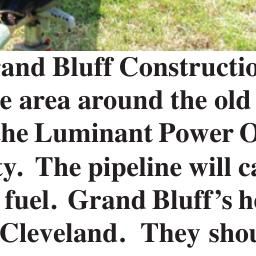 rand Bluff Constructio
e area around the old
he Luminant Power O
y. The pipeline will ca
fuel. Grand Bluff's h
Cleveland. They shou